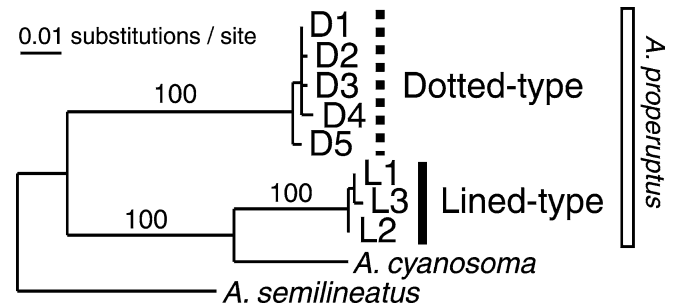 0.01 substitutions / site
D1
D2
D3
D4
D5
Dotted-type
100
L1
L3
L2
Lined-type
100
100
A. cyanosoma
A. semilineatus
A. properuptus